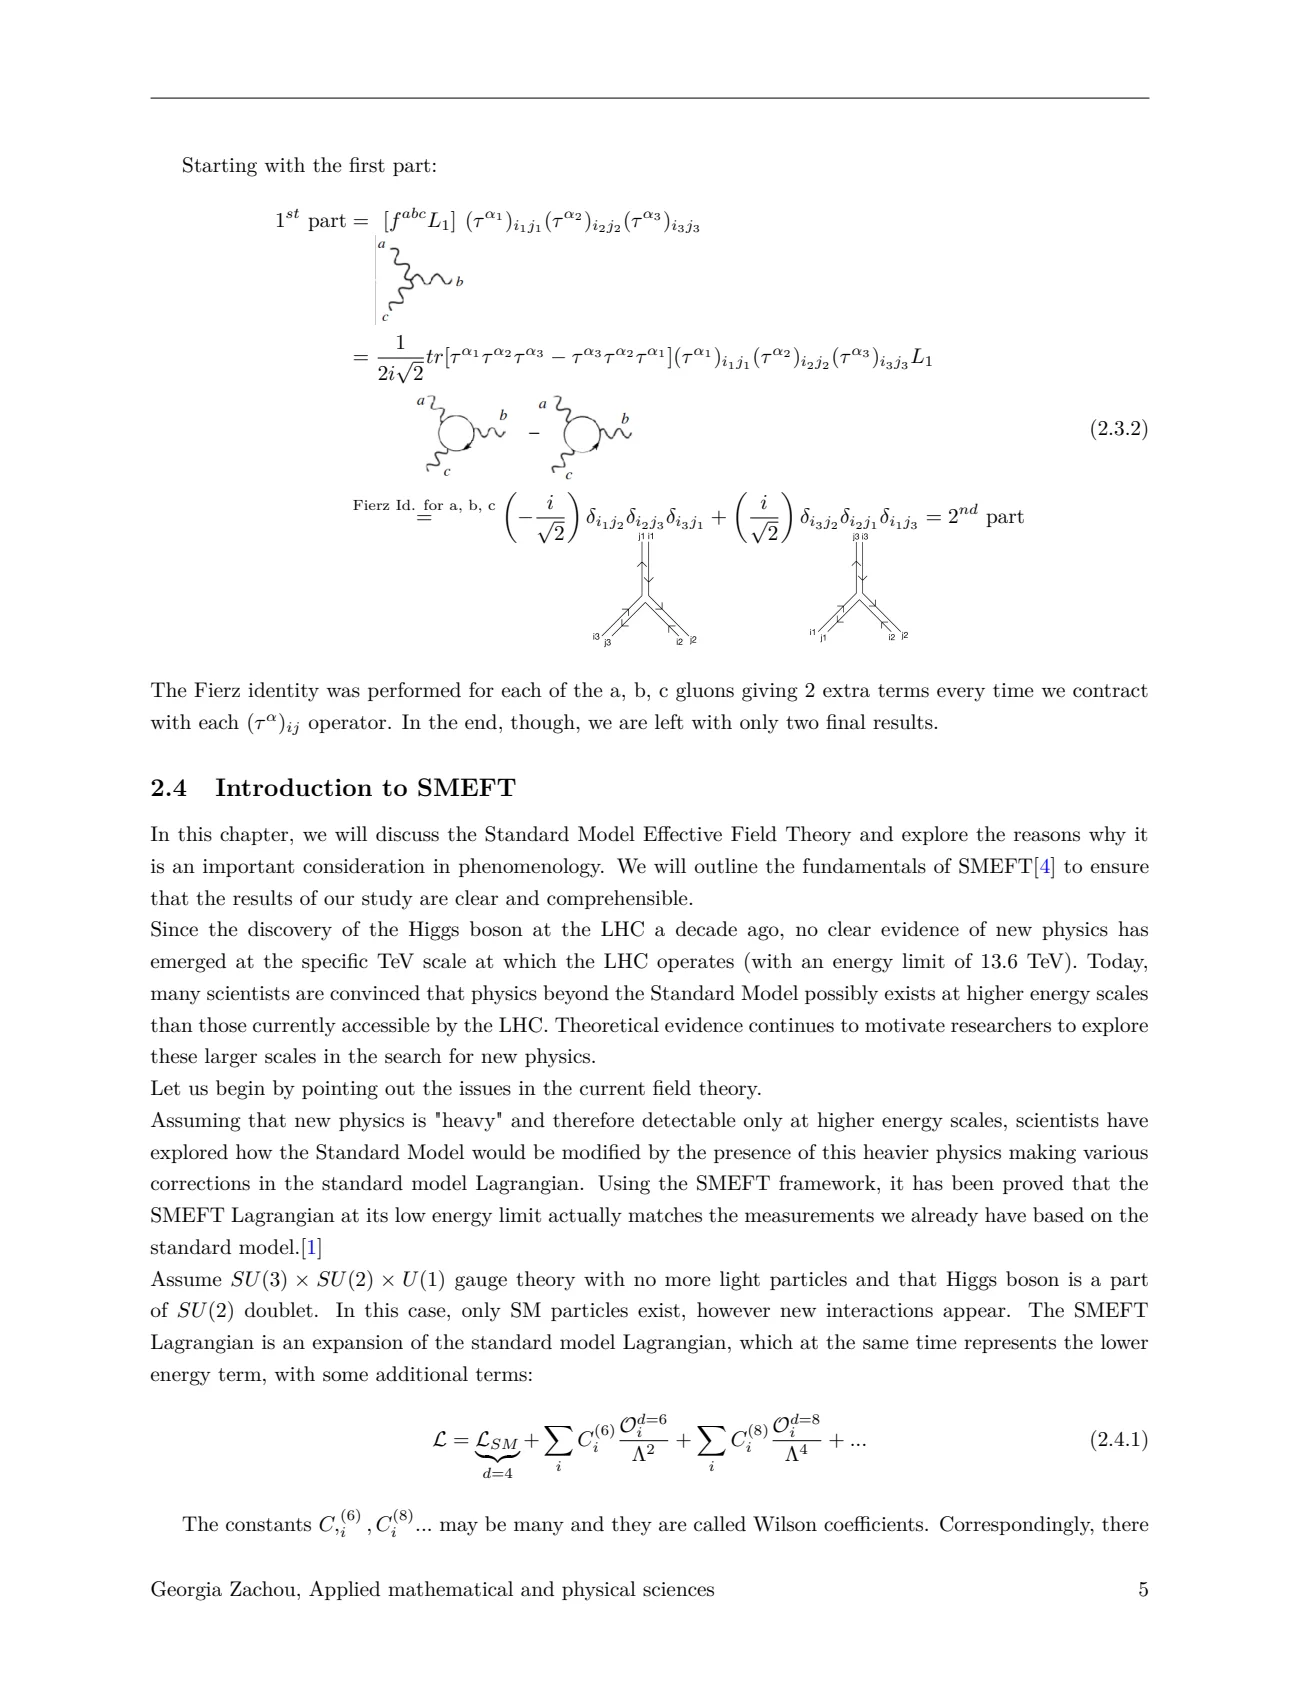 Starting with the first part:
1^{st} part = [f^{abc}L_1] (τ^{α_1})_{i_1j_1}(τ^{α_2})_{i_2j_2}(τ^{α_3})_{i_3j_3}
a
b
c
= \frac{1}{2i√2}tr[τ^{α_1}τ^{α_2}τ^{α_3} − τ^{α_3}τ^{α_2}τ^{α_1}](τ^{α_1})_{i_1j_1}(τ^{α_2})_{i_2j_2}(τ^{α_3})_{i_3j_3}L_1
a b c − a b c (2.3.2)
Fierz Id. for a, b, c
= (−\frac{i}{√2}) δ_{i_1j_2}δ_{i_2j_3}δ_{i_3j_1} + (\frac{i}{√2}) δ_{i_3j_2}δ_{i_2j_1}δ_{i_1j_3} = 2^{nd} part
j1 i1 j3 i3
i3 j3 i2 j2 i1 j1 i2 j2
The Fierz identity was performed for each of the a, b, c gluons giving 2 extra terms every time we contract
with each (τ^α)_{ij} operator. In the end, though, we are left with only two final results.
2.4 Introduction to SMEFT
In this chapter, we will discuss the Standard Model Effective Field Theory and explore the reasons why it
is an important consideration in phenomenology. We will outline the fundamentals of SMEFT[4] to ensure
that the results of our study are clear and comprehensible.
Since the discovery of the Higgs boson at the LHC a decade ago, no clear evidence of new physics has
emerged at the specific TeV scale at which the LHC operates (with an energy limit of 13.6 TeV). Today,
many scientists are convinced that physics beyond the Standard Model possibly exists at higher energy scales
than those currently accessible by the LHC. Theoretical evidence continues to motivate researchers to explore
these larger scales in the search for new physics.
Let us begin by pointing out the issues in the current field theory.
Assuming that new physics is "heavy" and therefore detectable only at higher energy scales, scientists have
explored how the Standard Model would be modified by the presence of this heavier physics making various
corrections in the standard model Lagrangian. Using the SMEFT framework, it has been proved that the
SMEFT Lagrangian at its low energy limit actually matches the measurements we already have based on the
standard model.[1]
Assume SU(3) × SU(2) × U(1) gauge theory with no more light particles and that Higgs boson is a part
of SU(2) doublet. In this case, only SM particles exist, however new interactions appear. The SMEFT
Lagrangian is an expansion of the standard model Lagrangian, which at the same time represents the lower
energy term, with some additional terms:
ℒ = \underbrace{ℒ_{SM}}_{d=4} + ∑_i C_i^{(6)} \frac{𝒪_i^{d=6}}{Λ^2} + ∑_i C_i^{(8)} \frac{𝒪_i^{d=8}}{Λ^4} + ... (2.4.1)
The constants C,_i^{(6)}, C_i^{(8)}... may be many and they are called Wilson coefficients. Correspondingly, there
Georgia Zachou, Applied mathematical and physical sciences 5